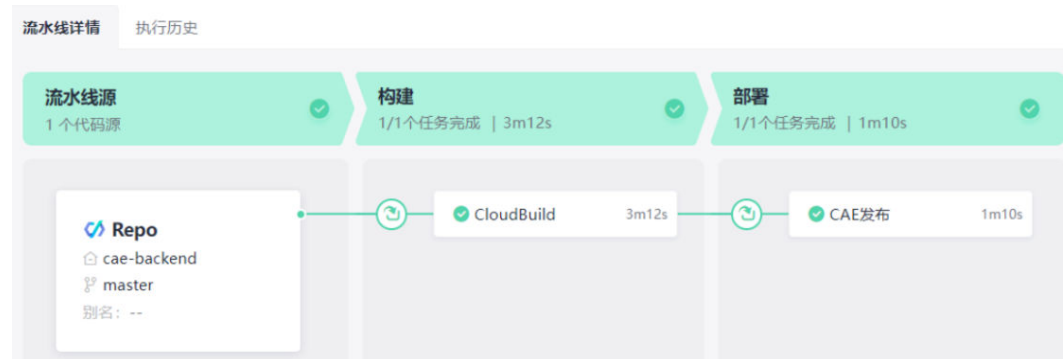 流水线详情 执行历史
流水线源
1 个代码源
构建
1/1个任务完成 | 3m12s
部署
1/1个任务完成 | 1m10s
Repo
cae-backend
master
别名: --
CloudBuild 3m12s
CAE发布 1m10s